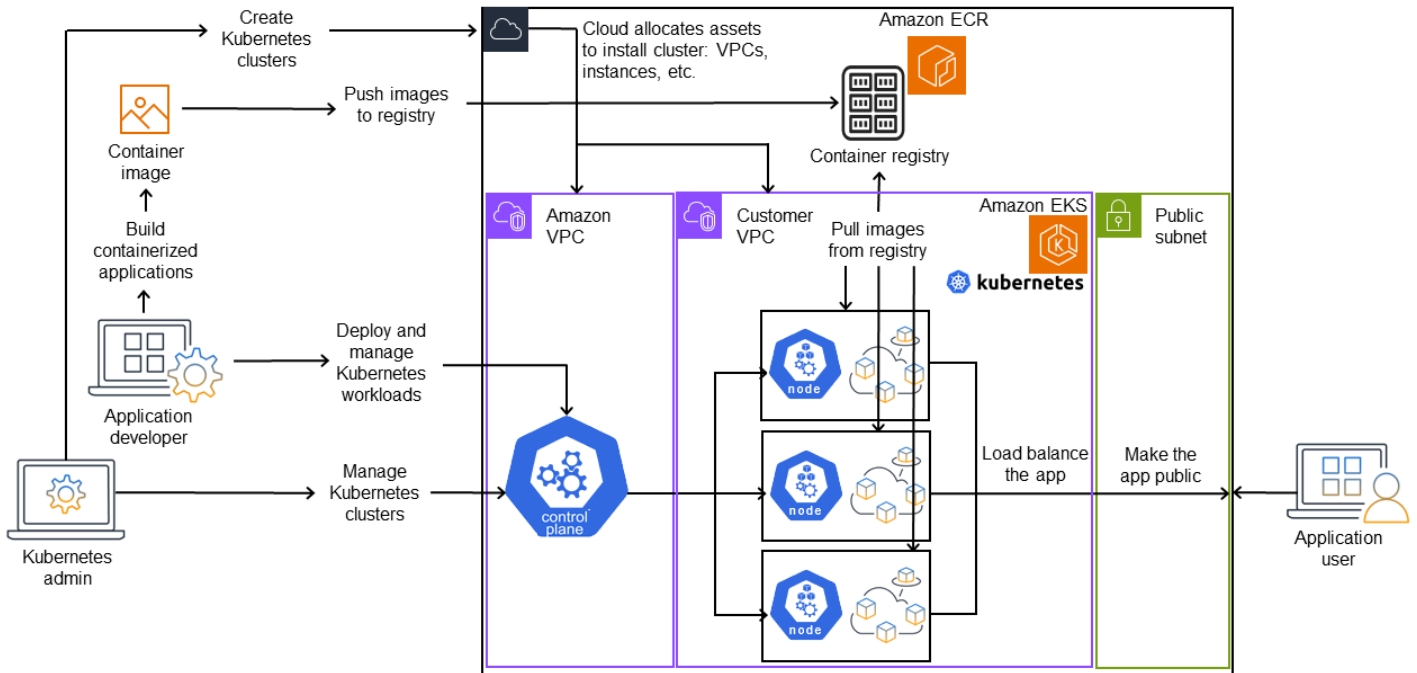 Create
Kubernetes
clusters
Cloud allocates assets
to install cluster: VPCs,
instances, etc.
Amazon ECR
Push images
to registry
Container
image
Container registry
Build
containerized
applications
Amazon
VPC
Customer
VPC
Pull images
from registry
Amazon EKS
kubernetes
Public
subnet
Deploy and
manage
Kubernetes
workloads
Application
developer
node
node
node
Manage
Kubernetes
clusters
control
plane
Load balance
the app
Make the
app public
Kubernetes
admin
Application
user